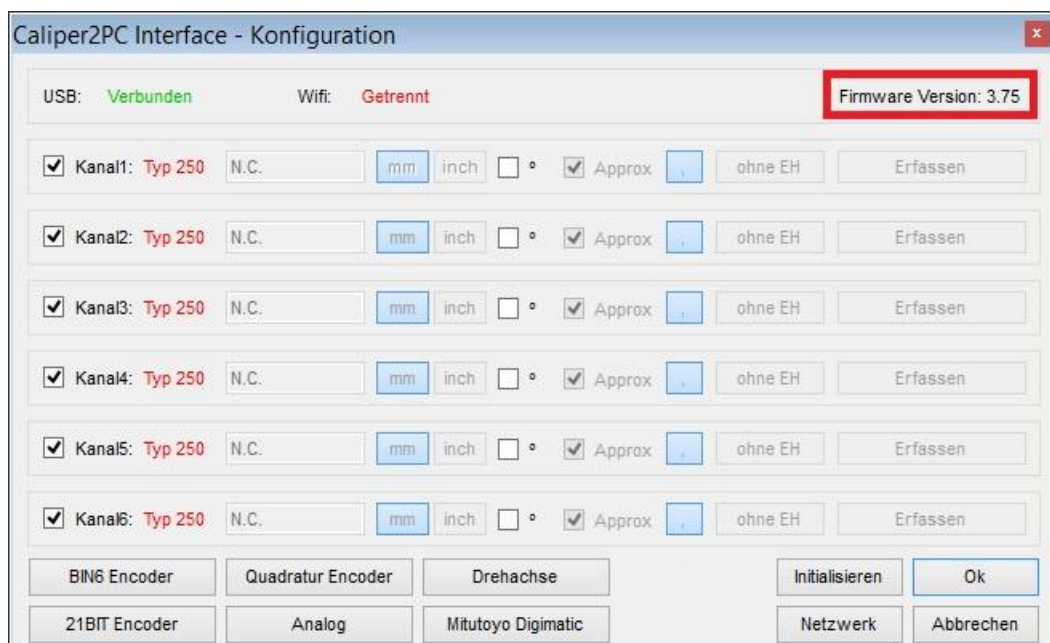 Caliper2PC Interface - Konfiguration x
USB: Verbunden Wifi: Getrennt Firmware Version: 3.75
Kanal1: Typ 250 N.C. mm inch ° Approx , ohne EH Erfassen
Kanal2: Typ 250 N.C. mm inch ° Approx , ohne EH Erfassen
Kanal3: Typ 250 N.C. mm inch ° Approx , ohne EH Erfassen
Kanal4: Typ 250 N.C. mm inch ° Approx , ohne EH Erfassen
Kanal5: Typ 250 N.C. mm inch ° Approx , ohne EH Erfassen
Kanal6: Typ 250 N.C. mm inch ° Approx , ohne EH Erfassen
BIN6 Encoder Quadratur Encoder Drehachse Initialisieren Ok
21BIT Encoder Analog Mitutoyo Digimatic Netzwerk Abbrechen